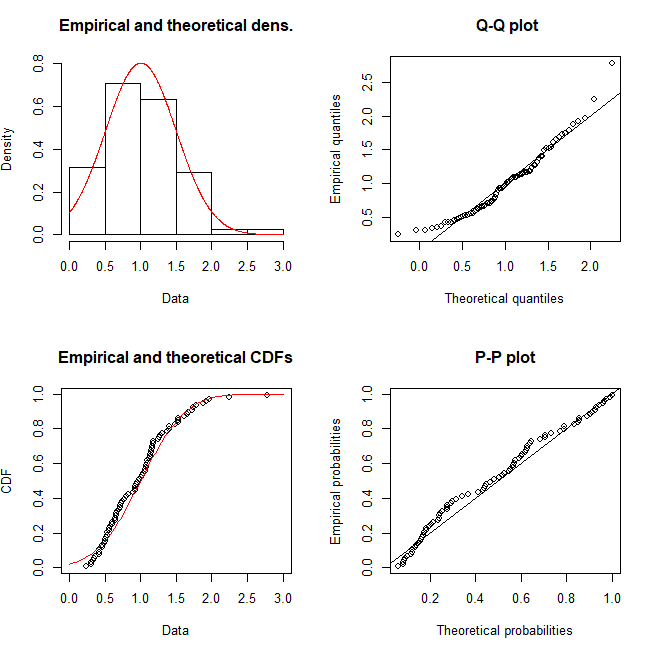 Empirical and theoretical dens.
Density
0.0 0.2 0.4 0.6 0.8
0.0 0.5 1.0 1.5 2.0 2.5 3.0
Data
Q-Q plot
Empirical quantiles
0.5 1.0 1.5 2.0 2.5
0.0 0.5 1.0 1.5 2.0
Theoretical quantiles
Empirical and theoretical CDFs
CDF
0.0 0.2 0.4 0.6 0.8 1.0
0.0 0.5 1.0 1.5 2.0 2.5 3.0
Data
P-P plot
Empirical probabilities
0.0 0.2 0.4 0.6 0.8 1.0
0.2 0.4 0.6 0.8 1.0
Theoretical probabilities